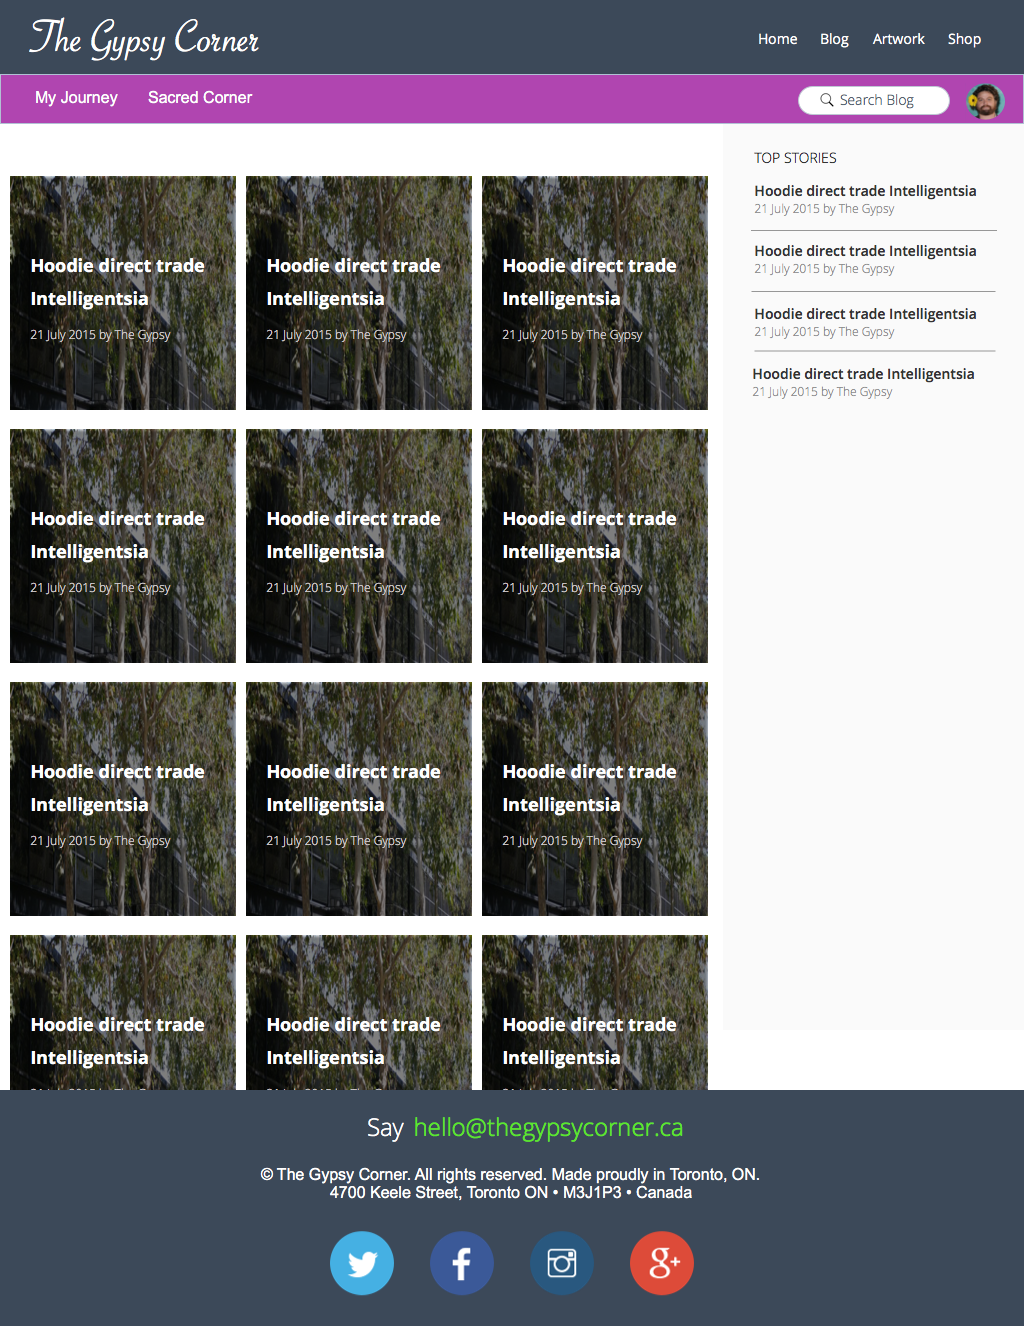 The Gypsy Corner
Home Blog Artwork Shop
My Journey Sacred Corner
Search Blog
Hoodie direct trade
Intelligentsia
21 July 2015 by The Gypsy
Hoodie direct trade
Intelligentsia
21 July 2015 by The Gypsy
Hoodie direct trade
Intelligentsia
21 July 2015 by The Gypsy
Hoodie direct trade
Intelligentsia
21 July 2015 by The Gypsy
Hoodie direct trade
Intelligentsia
21 July 2015 by The Gypsy
Hoodie direct trade
Intelligentsia
21 July 2015 by The Gypsy
Hoodie direct trade
Intelligentsia
21 July 2015 by The Gypsy
Hoodie direct trade
Intelligentsia
21 July 2015 by The Gypsy
Hoodie direct trade
Intelligentsia
21 July 2015 by The Gypsy
Hoodie direct trade
Intelligentsia
Hoodie direct trade
Intelligentsia
Hoodie direct trade
Intelligentsia
TOP STORIES
Hoodie direct trade Intelligentsia
21 July 2015 by The Gypsy
Hoodie direct trade Intelligentsia
21 July 2015 by The Gypsy
Hoodie direct trade Intelligentsia
21 July 2015 by The Gypsy
Hoodie direct trade Intelligentsia
21 July 2015 by The Gypsy
Say hello@thegypsycorner.ca
© The Gypsy Corner. All rights reserved. Made proudly in Toronto, ON.
4700 Keele Street, Toronto ON • M3J1P3 • Canada
f
g+